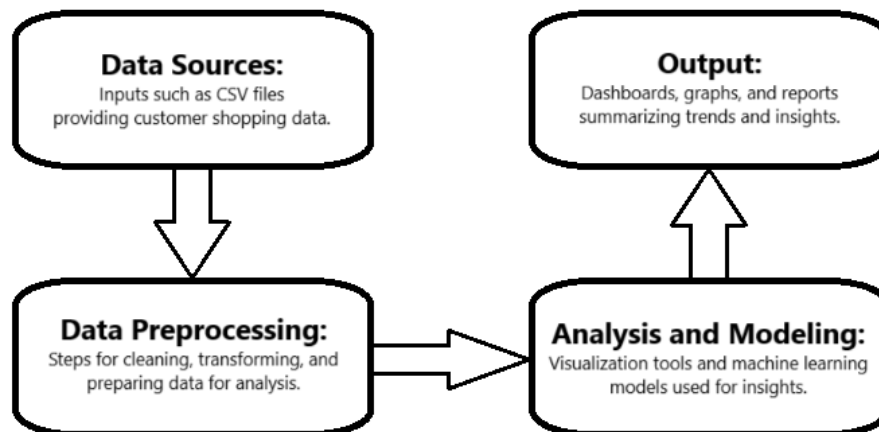 Data Sources:
Inputs such as CSV files
providing customer shopping data.
Data Preprocessing:
Steps for cleaning, transforming, and
preparing data for analysis.
Analysis and Modeling:
Visualization tools and machine learning
models used for insights.
Output:
Dashboards, graphs, and reports
summarizing trends and insights.